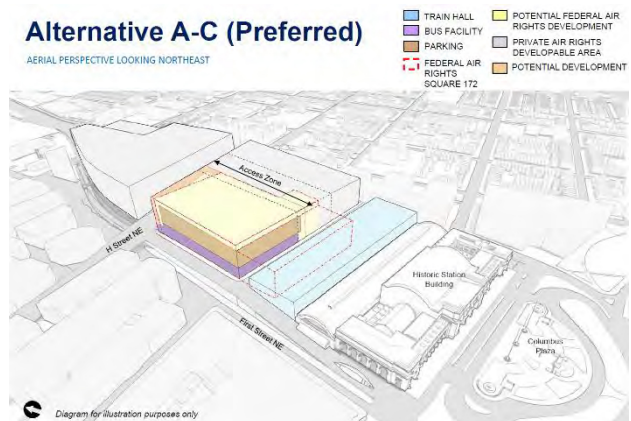 Alternative A-C (Preferred)
AERIAL PERSPECTIVE LOOKING NORTHEAST
TRAIN HALL
BUS FACILITY
PARKING
FEDERAL AIR
RIGHTS
SQUARE 172
POTENTIAL FEDERAL AIR
RIGHTS DEVELOPMENT
PRIVATE AIR RIGHTS
DEVELOPABLE AREA
POTENTIAL DEVELOPMENT
Access Zone
H Street NE
Historic Station
Building
First Street NE
Columbus
Plaza
Diagram for illustration purposes only